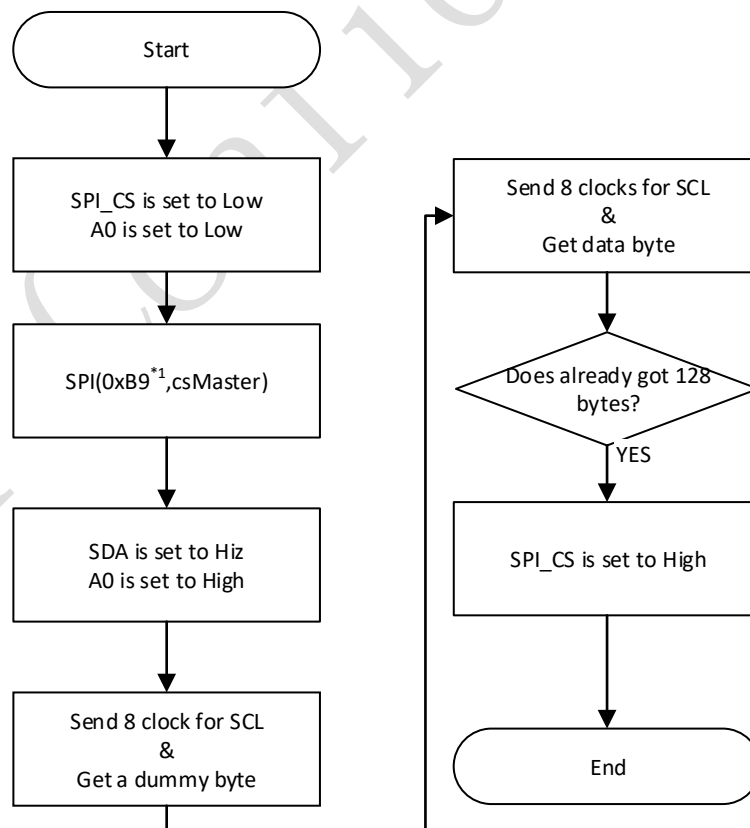 Start
SPI_CS is set to Low
A0 is set to Low
SPI(0xB9*1,csMaster)
SDA is set to Hiz
A0 is set to High
Send 8 clock for SCL
&
Get a dummy byte
Send 8 clocks for SCL
&
Get data byte
Does already got 128
bytes?
YES
SPI_CS is set to High
End